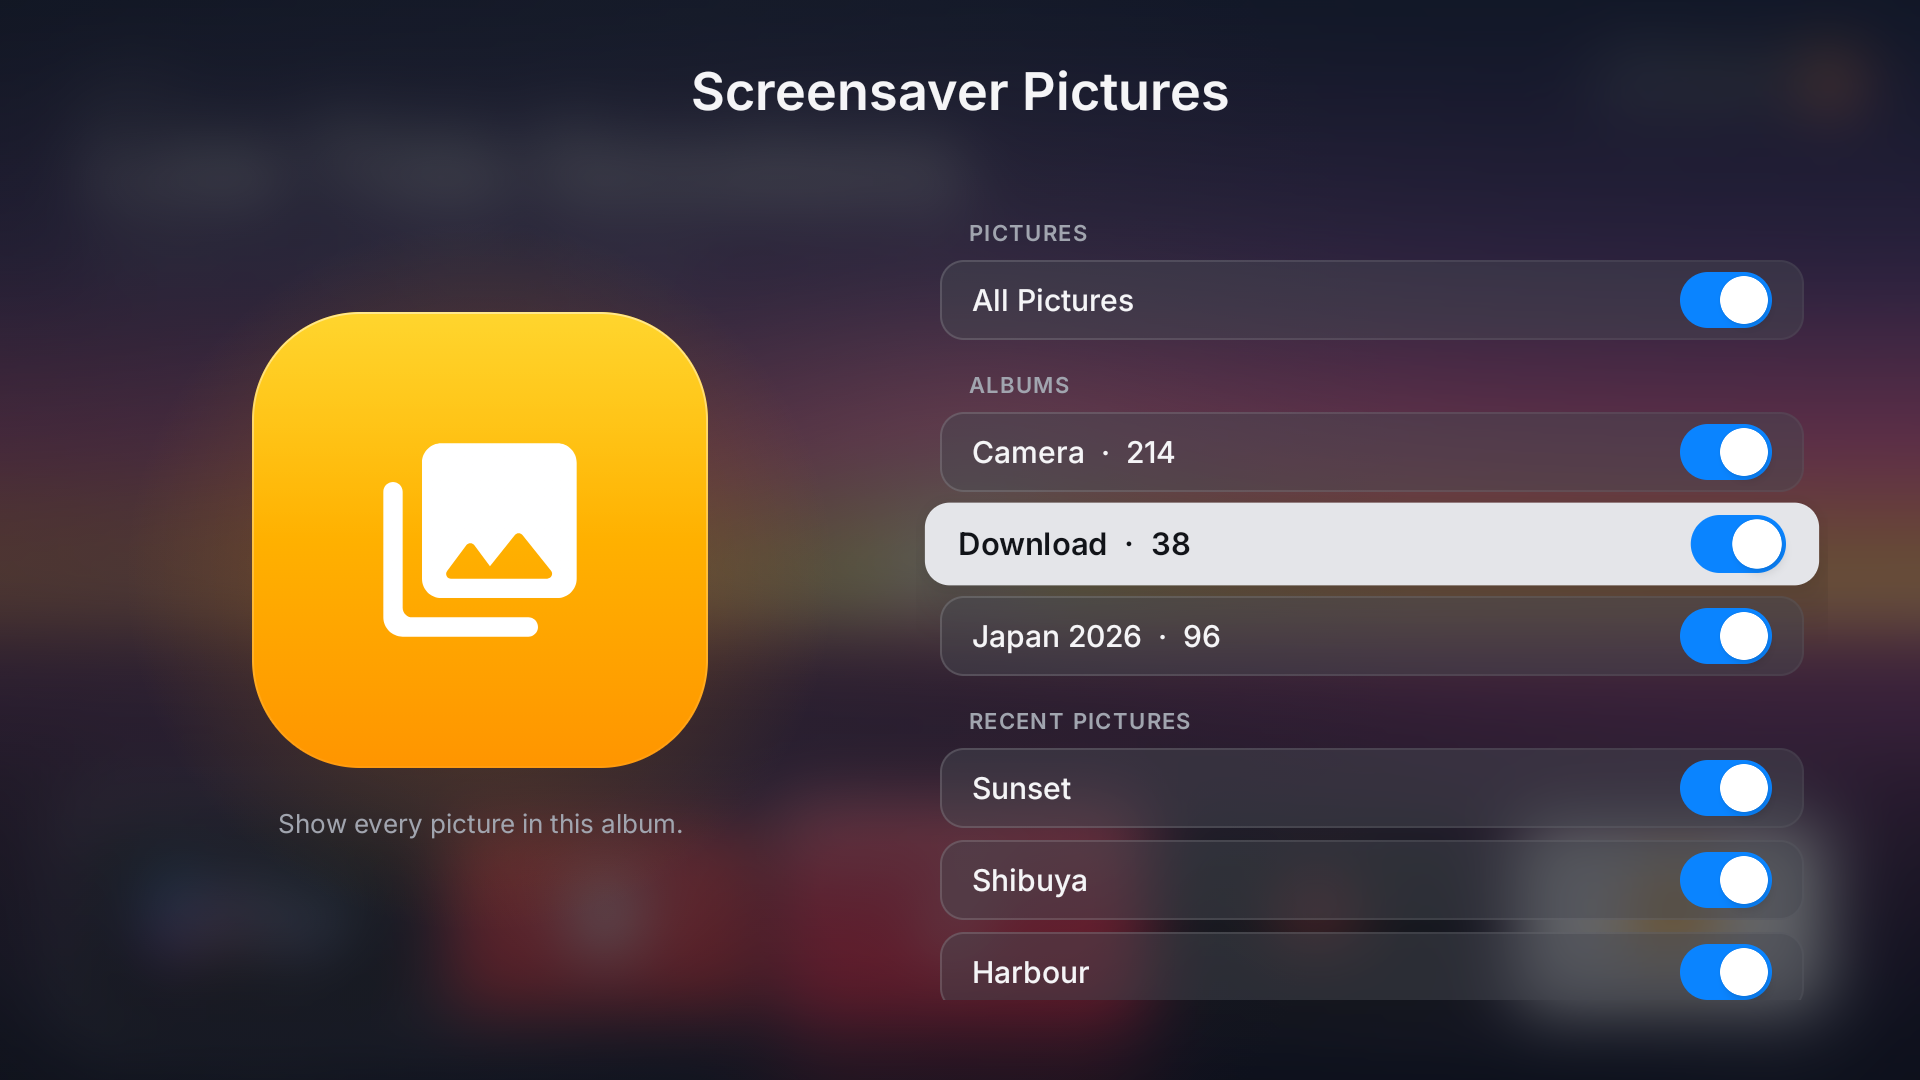 Screensaver Pictures
PICTURES
All Pictures
ALBUMS
Camera · 214
Download · 38
Japan 2026 · 96
RECENT PICTURES
Sunset
Shibuya
Harbour
Show every picture in this album.